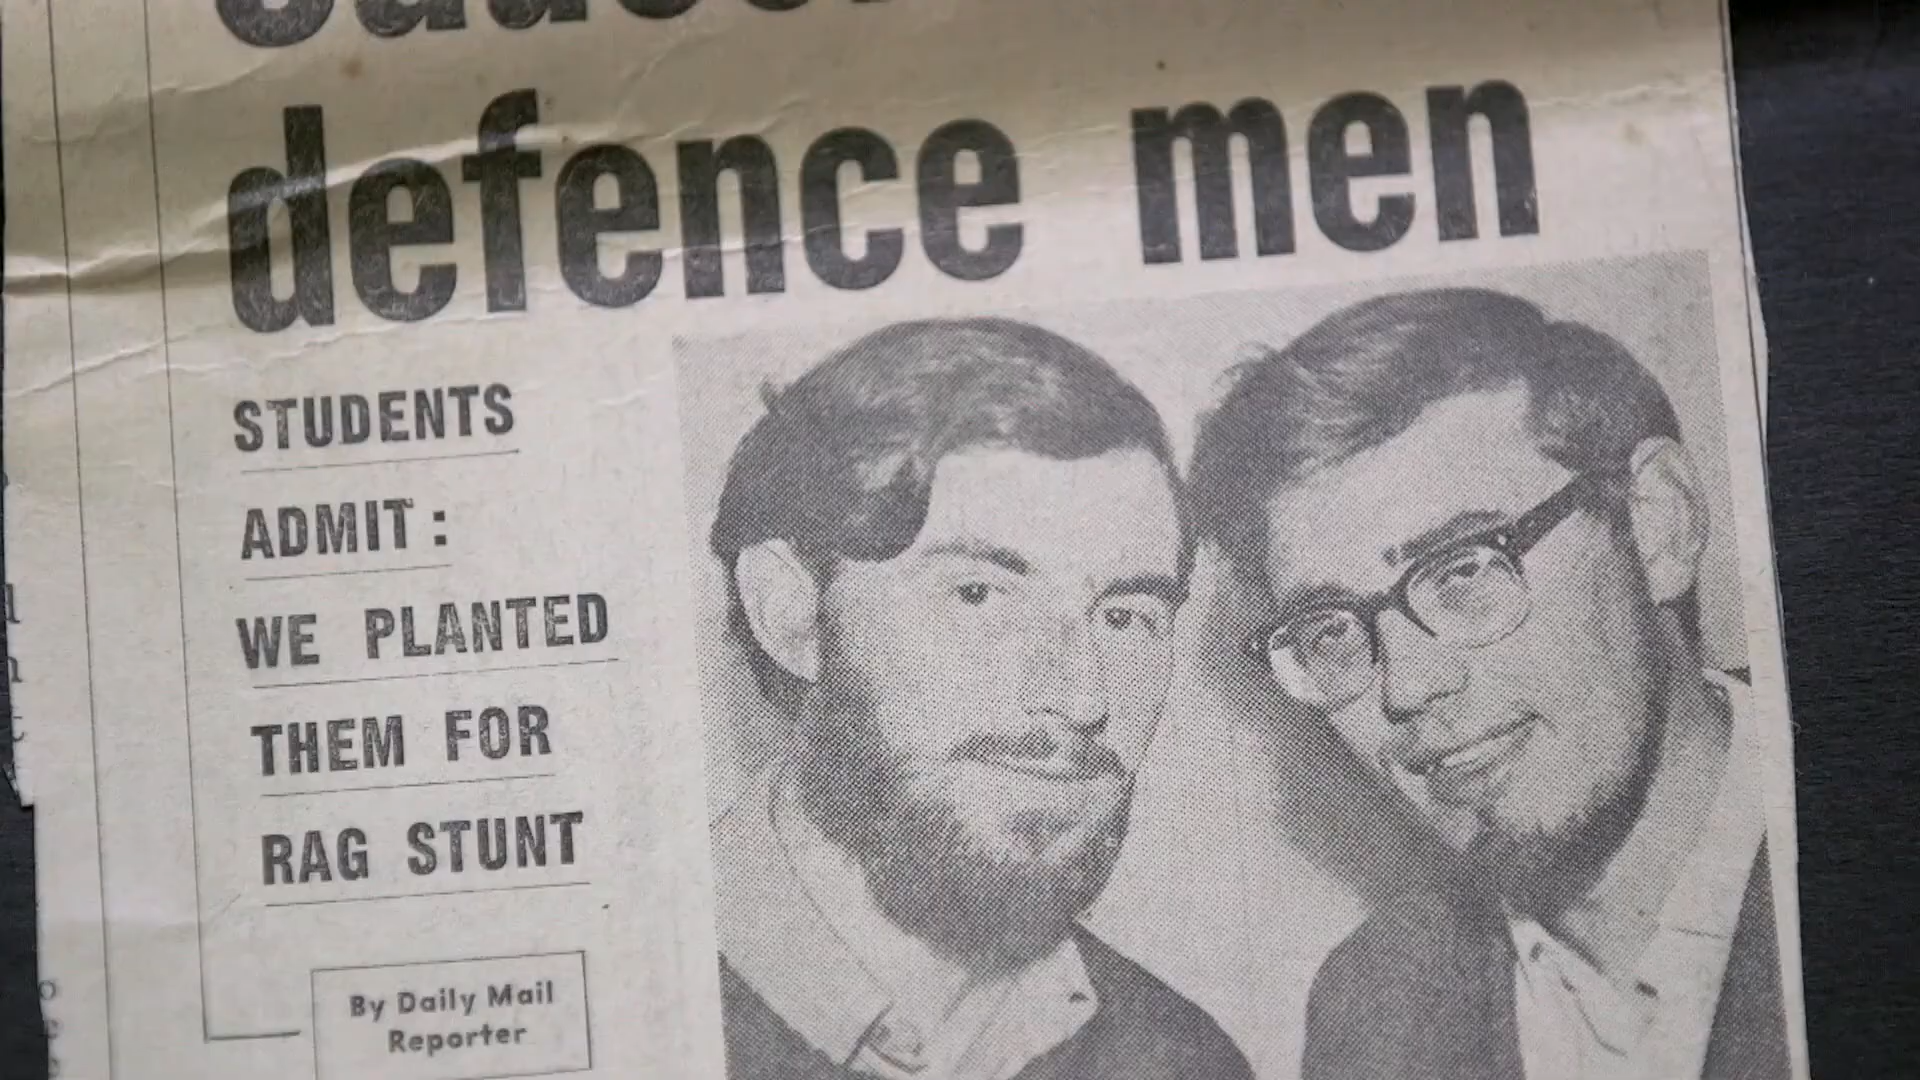 defence men
STUDENTS
ADMIT :
WE PLANTED
THEM FOR
RAG STUNT
By Daily Mail
Reporter